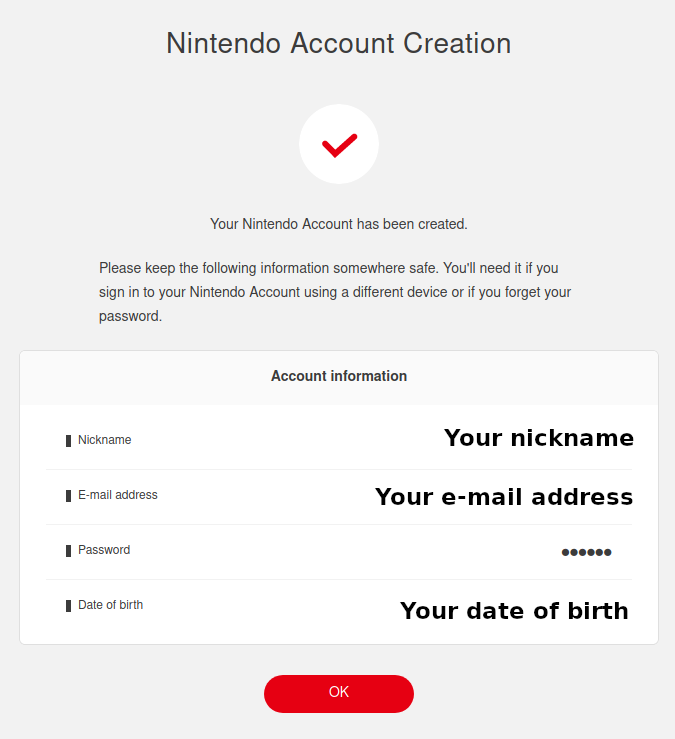 Nintendo Account Creation
Your Nintendo Account has been created.
Please keep the following information somewhere safe. You'll need it if you
sign in to your Nintendo Account using a different device or if you forget your
password.
Account information
Nickname Your nickname
E-mail address Your e-mail address
Password ●●●●●●
Date of birth Your date of birth
OK